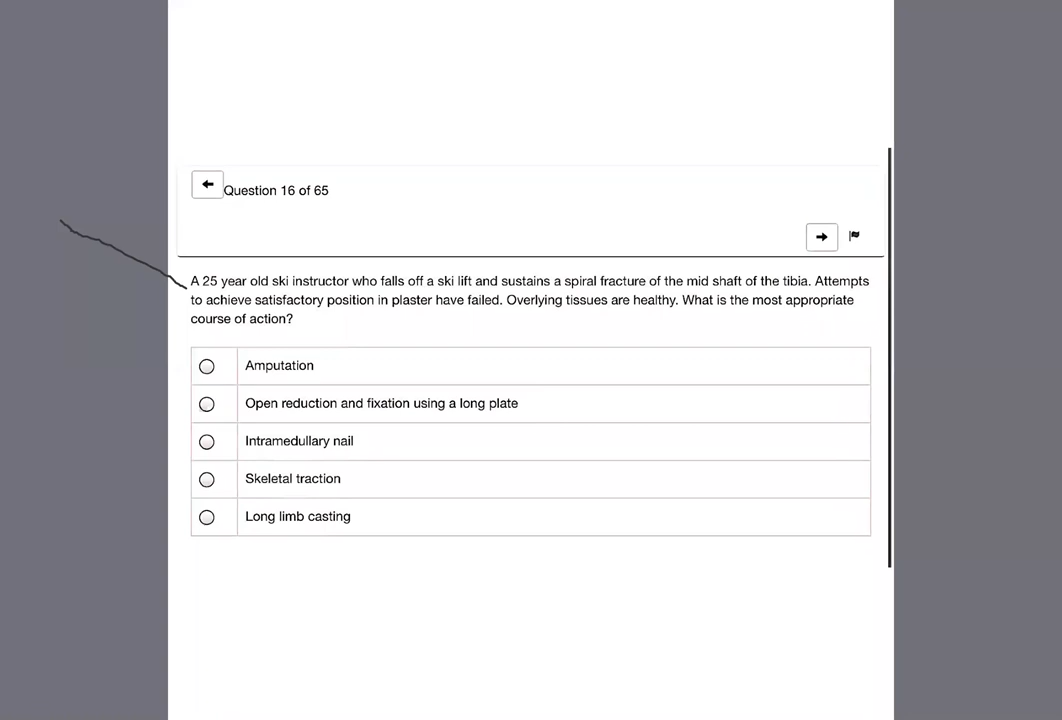 Question 16 of 65
A 25 year old ski instructor who falls off a ski lift and sustains a spiral fracture of the mid shaft of the tibia. Attempts
to achieve satisfactory position in plaster have failed. Overlying tissues are healthy. What is the most appropriate
course of action?
Amputation
Open reduction and fixation using a long plate
Intramedullary nail
Skeletal traction
Long limb casting